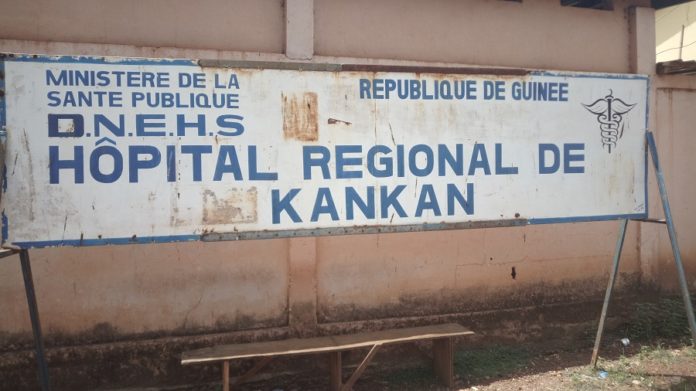 MINISTERE DE LA
SANTE PUBLIQUE
REPUBLIQUE DE GUINEE
D.N.E.H.S
HÔPITAL REGIONAL DE
KANKAN